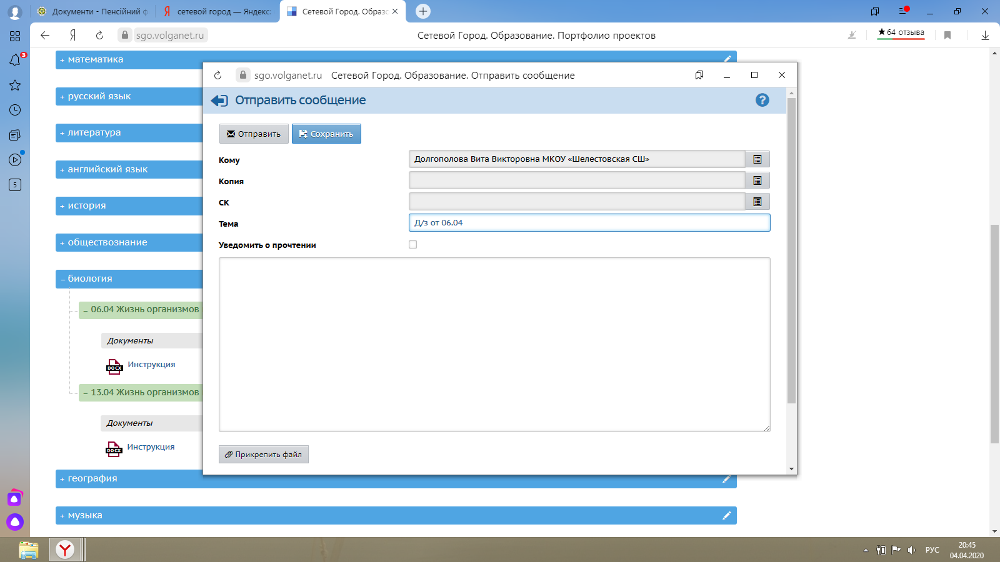 Документи - Пенсійний ф
сетевой город — Яндекс
Сетевой Город. Образо
sgo.volganet.ru
Сетевой Город. Образование. Портфолио проектов
★64 отзыва
3
5
+ математика
+ русский язык
+ литература
+ английский язык
+ история
+ обществознание
– биология
– 06.04 Жизнь организмов
Документы
DOCX Инструкция
– 13.04 Жизнь организмов
Документы
DOCX Инструкция
+ география
+ музыка
sgo.volganet.ru Сетевой Город. Образование. Отправить сообщение
Отправить сообщение
?
Отправить Сохранить
Кому Долгополова Вита Викторовна МКОУ «Шелестовская СШ»
Копия
СК
Тема Д/з от 06.04
Уведомить о прочтении
Прикрепить файл
РУС
20:45
04.04.2020